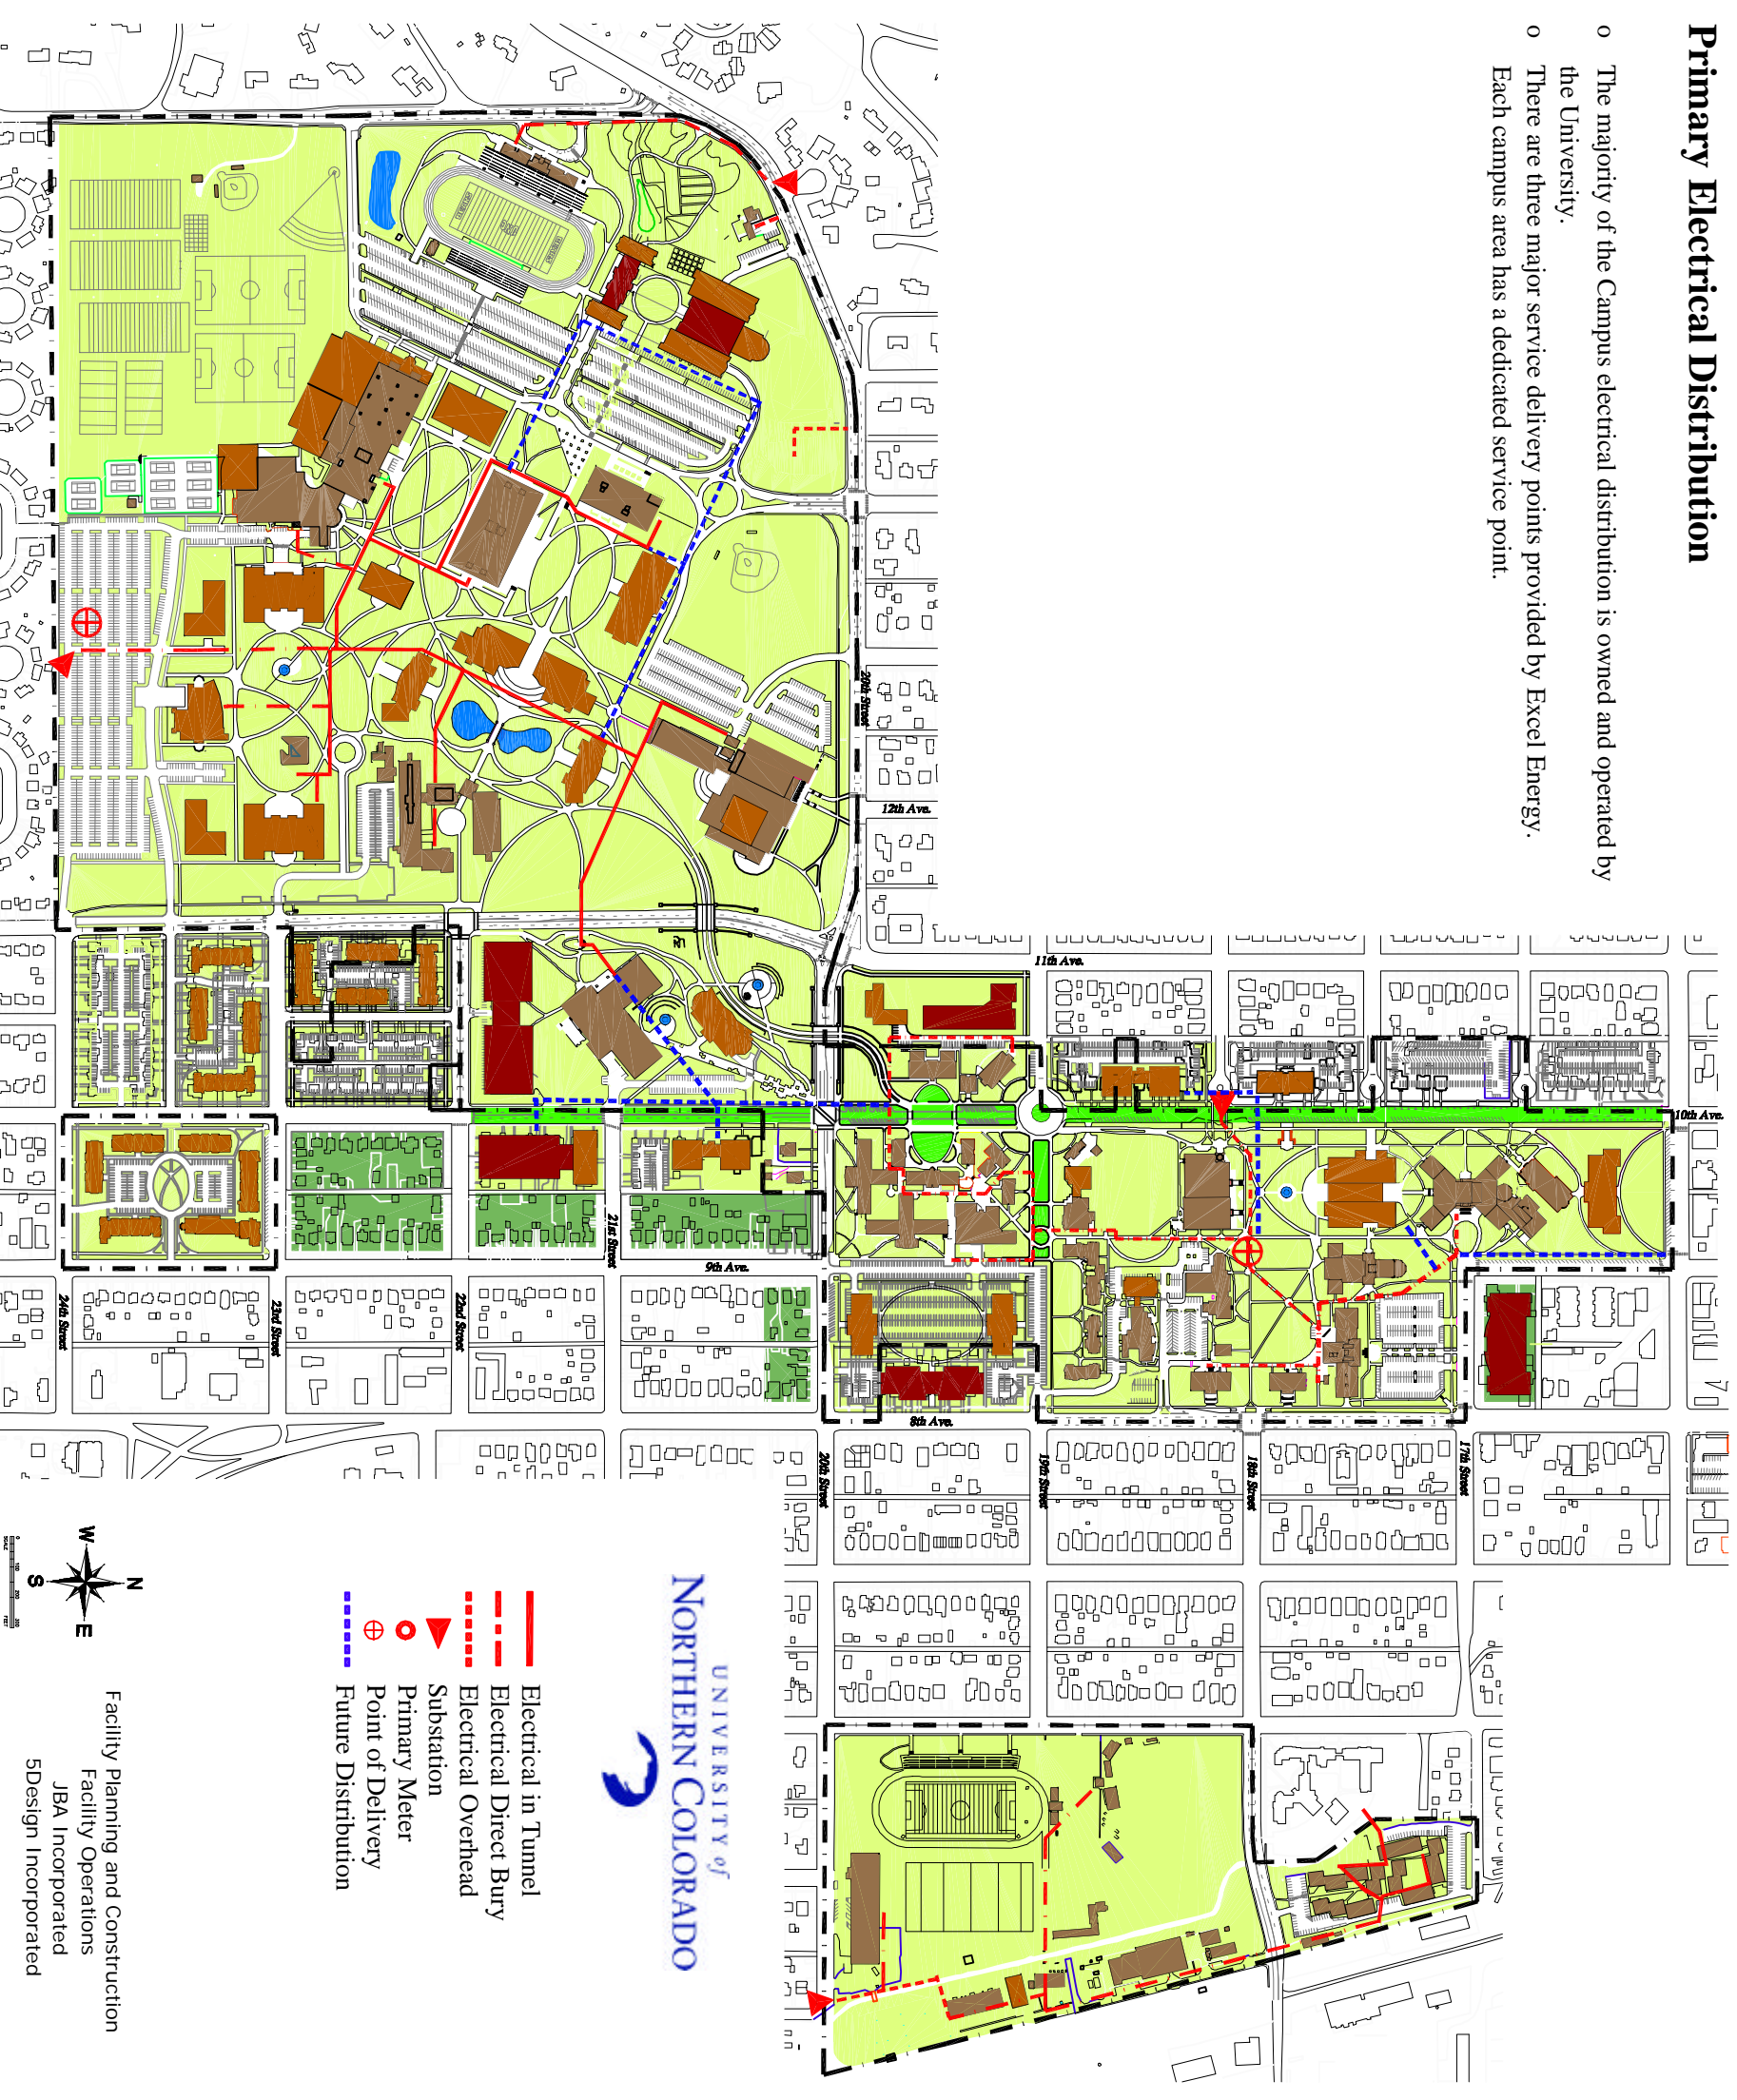 Primary Electrical Distribution
o The majority of the Campus electrical distribution is owned and operated by
the University.
o There are three major service delivery points provided by Excel Energy.
Each campus area has a dedicated service point.
20th Street
12th Ave.
11th Ave.
10th Ave.
21st Street
9th Ave.
24th Street
23rd Street
22nd Street
8th Ave.
20th Street
19th Street
18th Street
17th Street
UNIVERSITY of
NORTHERN COLORADO
Electrical in Tunnel
Electrical Direct Bury
Electrical Overhead
Substation
Primary Meter
Point of Delivery
Future Distribution
N
W
E
S
Facility Planning and Construction
Facility Operations
JBA Incorporated
5Design Incorporated